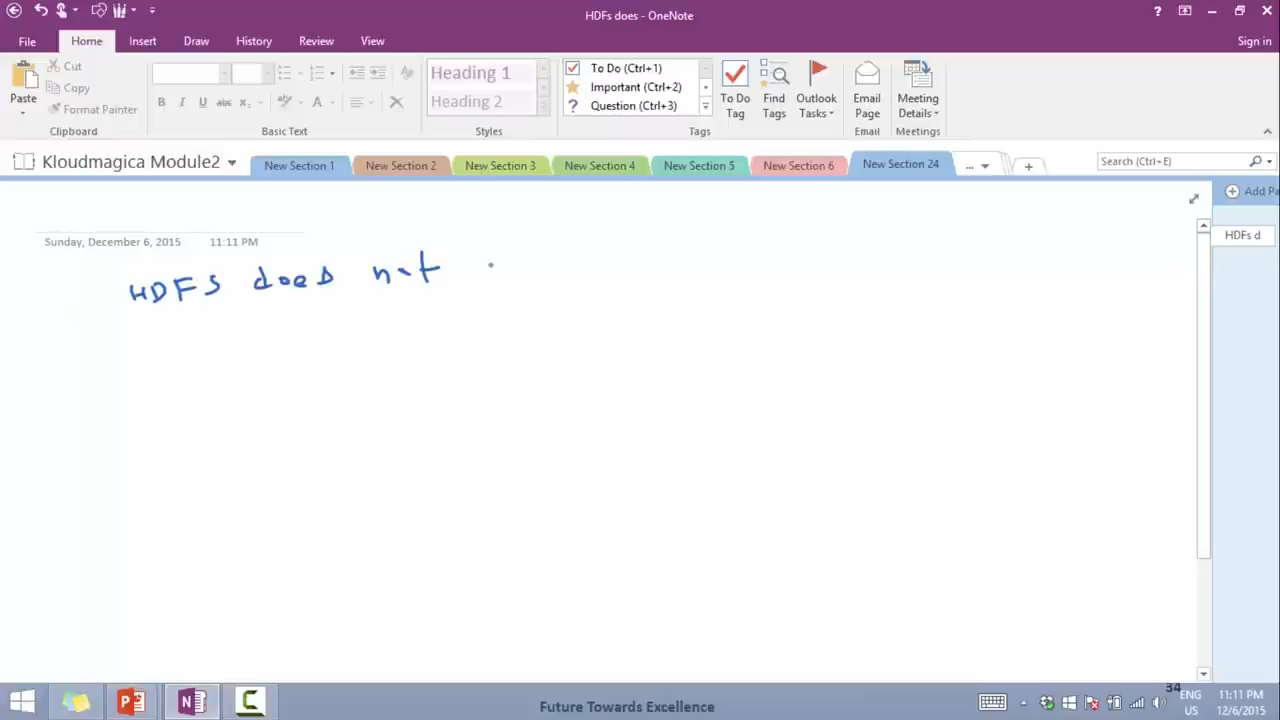 HDFs does - OneNote
?
File Home Insert Draw History Review View Sign in
Paste Cut Copy Format Painter
Clipboard
B I U abc x₂ A
Basic Text
Heading 1
Heading 2
Styles
To Do (Ctrl+1)
Important (Ctrl+2)
? Question (Ctrl+3)
To Do Tag
Find Tags
Outlook Tasks
Tags
Email Page
Email
Meeting Details
Meetings
Kloudmagica Module2 New Section 1 New Section 2 New Section 3 New Section 4 New Section 5 New Section 6 New Section 24 ... + Search (Ctrl+E)
Add Pa
HDFs d
Sunday, December 6, 2015 11:11 PM
HDFS does not
34
Future Towards Excellence
ENG US
11:11 PM
12/6/2015